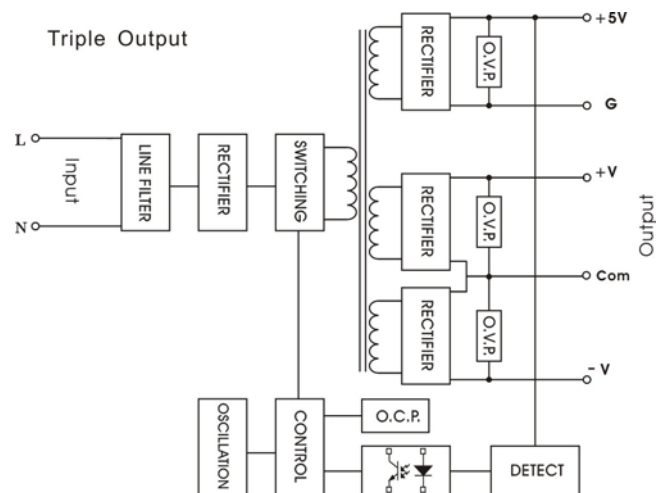 Triple Output
L
Input
N
LINE FILTER
RECTIFIER
SWITCHING
RECTIFIER
O.V.P.
+5V
G
RECTIFIER
O.V.P.
+V
Com
Output
RECTIFIER
O.V.P.
- V
OSCILLATION
CONTROL
O.C.P.
DETECT